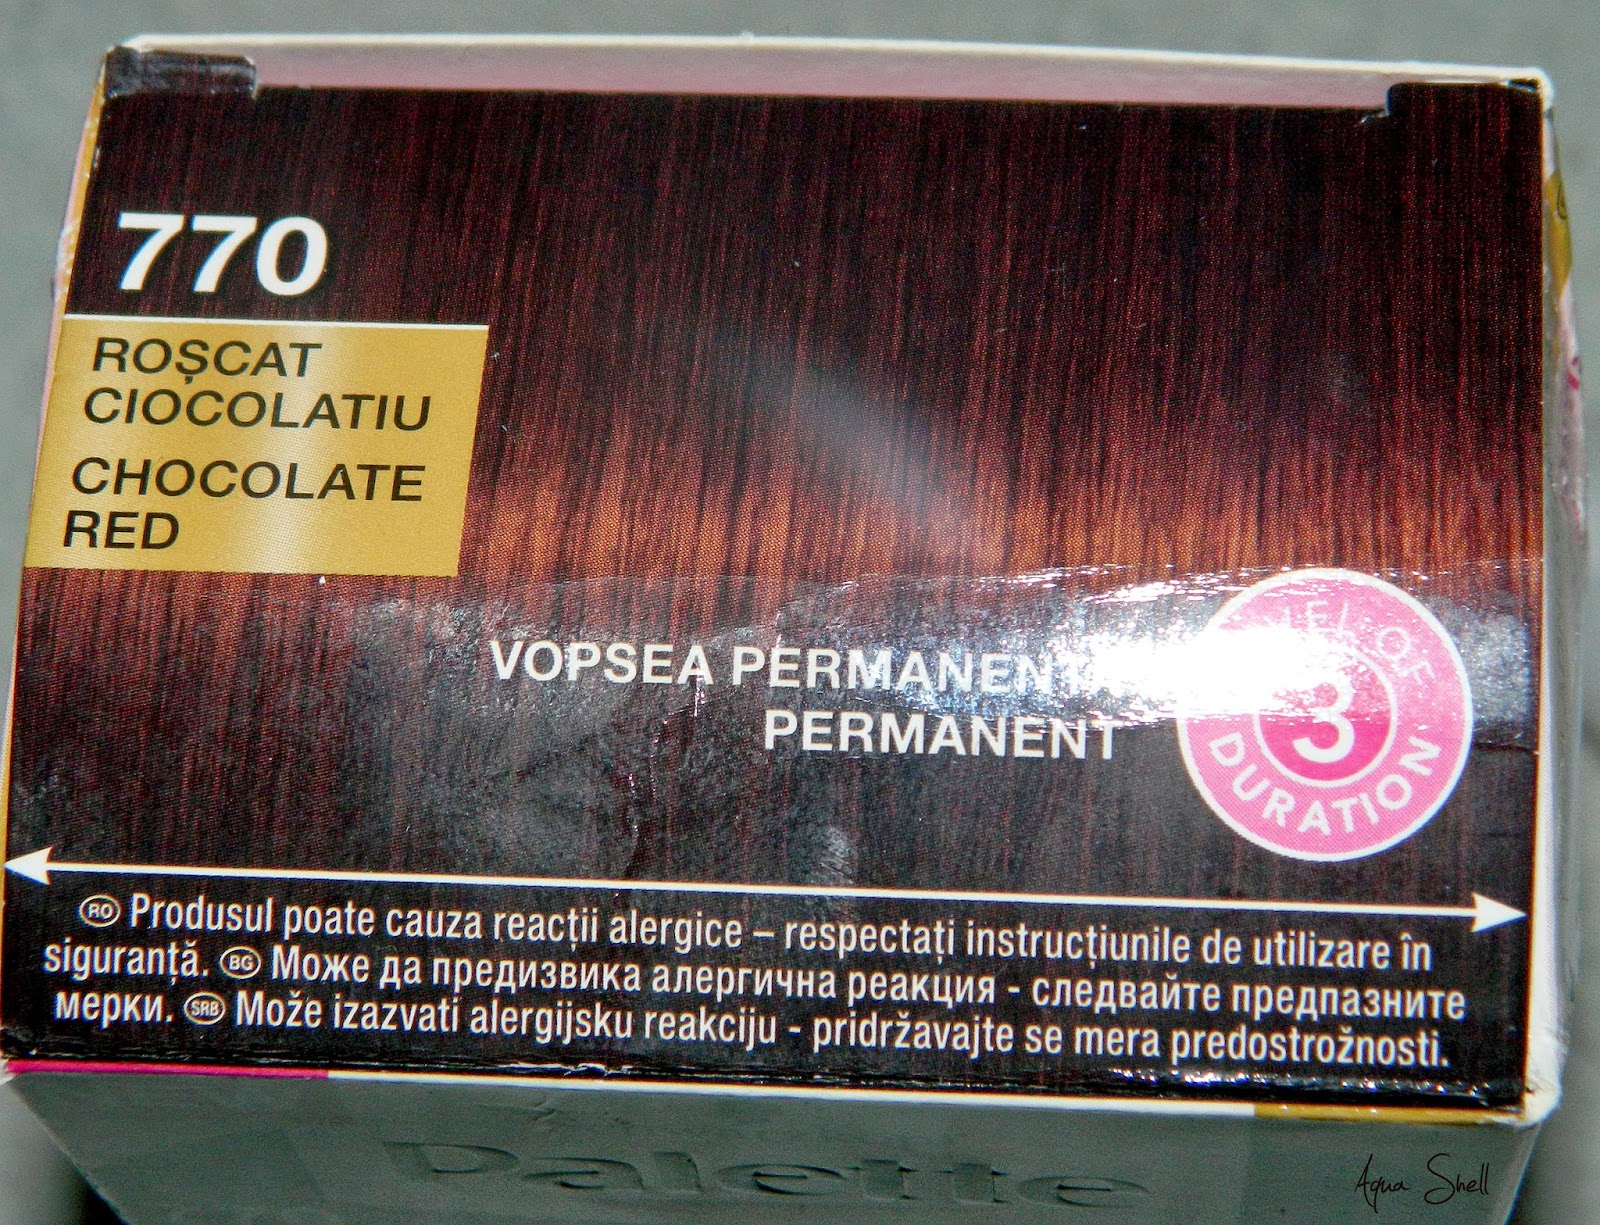 770
ROȘCAT
CIOCOLATIU
CHOCOLATE
RED
VOPSEA
PERMANENT
3
DURATION
RO Produsul poate cauza reacții alergice – respectați instrucțiunile de utilizare în
siguranță. BG Може да предизвика алергична реакция - следвайте предпазните
мерки. SRB Može izazvati alergijsku reakciju - pridržavajte se mera predostrožnosti.
Palette
Aqua Shell